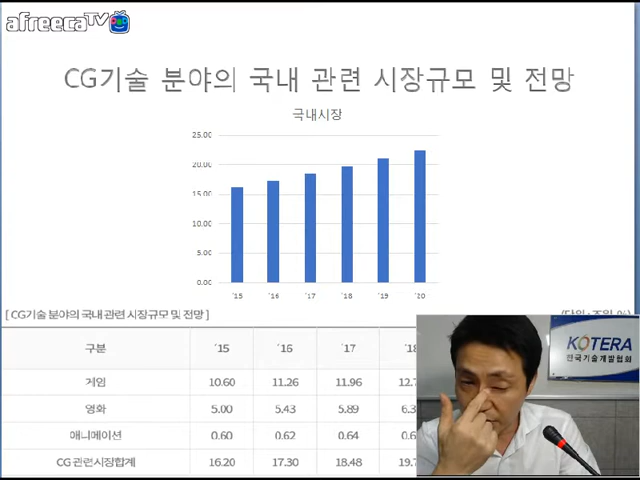 afreecaTV
CG기술 분야의 국내 관련 시장규모 및 전망
국내시장
25.00
20.00
15.00
10.00
5.00
0.00
'15 '16 '17 '18 '19 '20
[ CG기술 분야의 국내 관련 시장규모 및 전망 ]
구분 '15 '16 '17 '18
게임 10.60 11.26 11.96
영화 5.00 5.43 5.89
애니메이션 0.60 0.62 0.64
CG 관련시장합계 16.20 17.30 18.48
KOTERA
한국기술개발협회